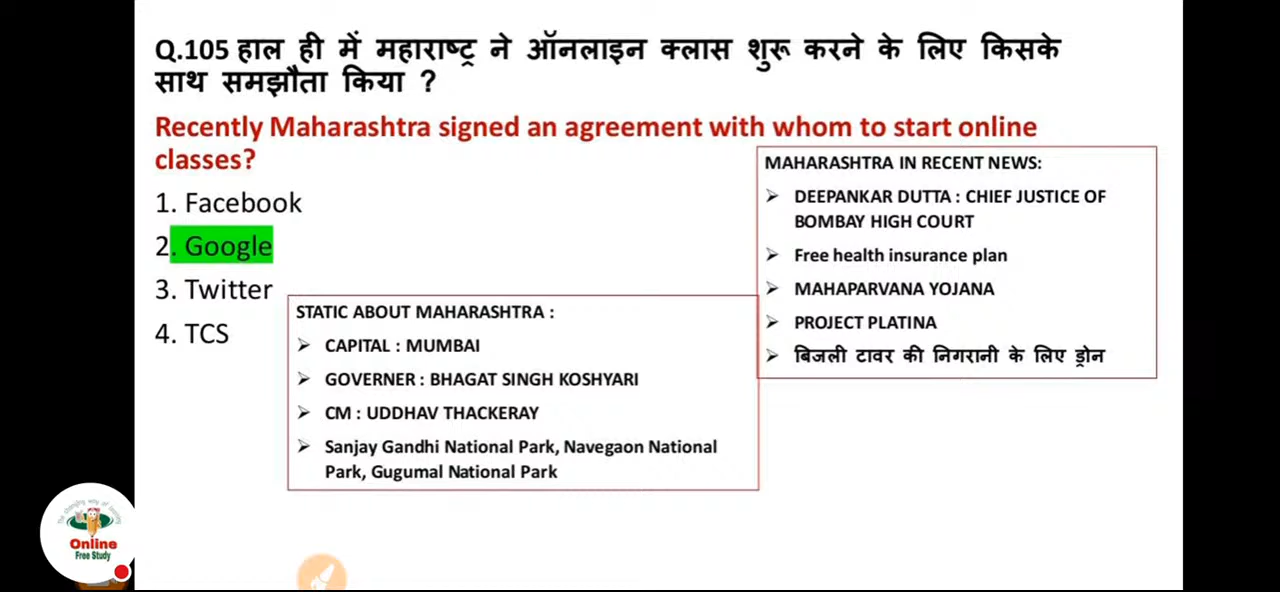 Q.105 हाल ही में महाराष्ट्र ने ऑनलाइन क्लास शुरू करने के लिए किसके
साथ समझौता किया ?
Recently Maharashtra signed an agreement with whom to start online
classes?
1. Facebook
2. Google
3. Twitter
4. TCS
STATIC ABOUT MAHARASHTRA :
➢ CAPITAL : MUMBAI
➢ GOVERNER : BHAGAT SINGH KOSHYARI
➢ CM : UDDHAV THACKERAY
➢ Sanjay Gandhi National Park, Navegaon National
Park, Gugumal National Park
MAHARASHTRA IN RECENT NEWS:
➢ DEEPANKAR DUTTA : CHIEF JUSTICE OF
BOMBAY HIGH COURT
➢ Free health insurance plan
➢ MAHAPARVANA YOJANA
➢ PROJECT PLATINA
➢ बिजली टावर की निगरानी के लिए ड्रोन
Online
Free Study